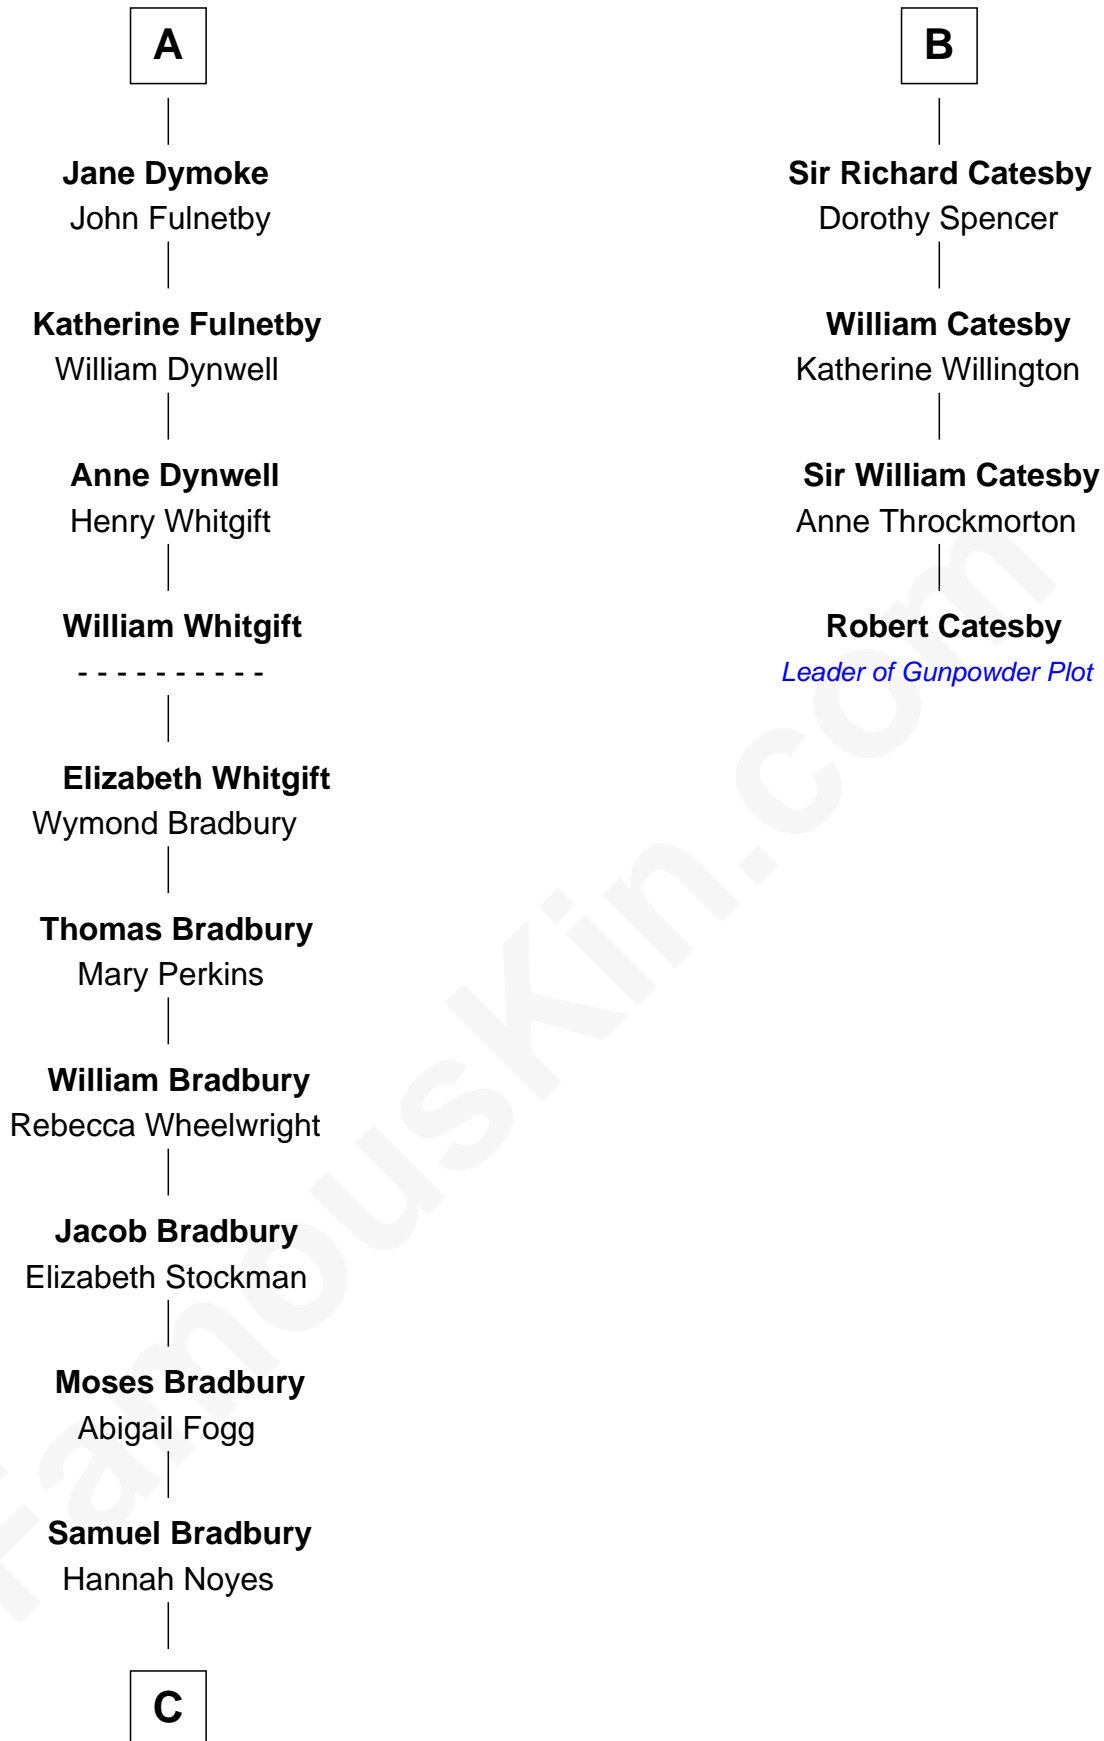 A
Jane Dymoke
John Fulnetby
Katherine Fulnetby
William Dynwell
Anne Dynwell
Henry Whitgift
William Whitgift
- - - - - - - - - -
Elizabeth Whitgift
Wymond Bradbury
Thomas Bradbury
Mary Perkins
William Bradbury
Rebecca Wheelwright
Jacob Bradbury
Elizabeth Stockman
Moses Bradbury
Abigail Fogg
Samuel Bradbury
Hannah Noyes
C
B
Sir Richard Catesby
Dorothy Spencer
William Catesby
Katherine Willington
Sir William Catesby
Anne Throckmorton
Robert Catesby
Leader of Gunpowder Plot
FamousKin.com